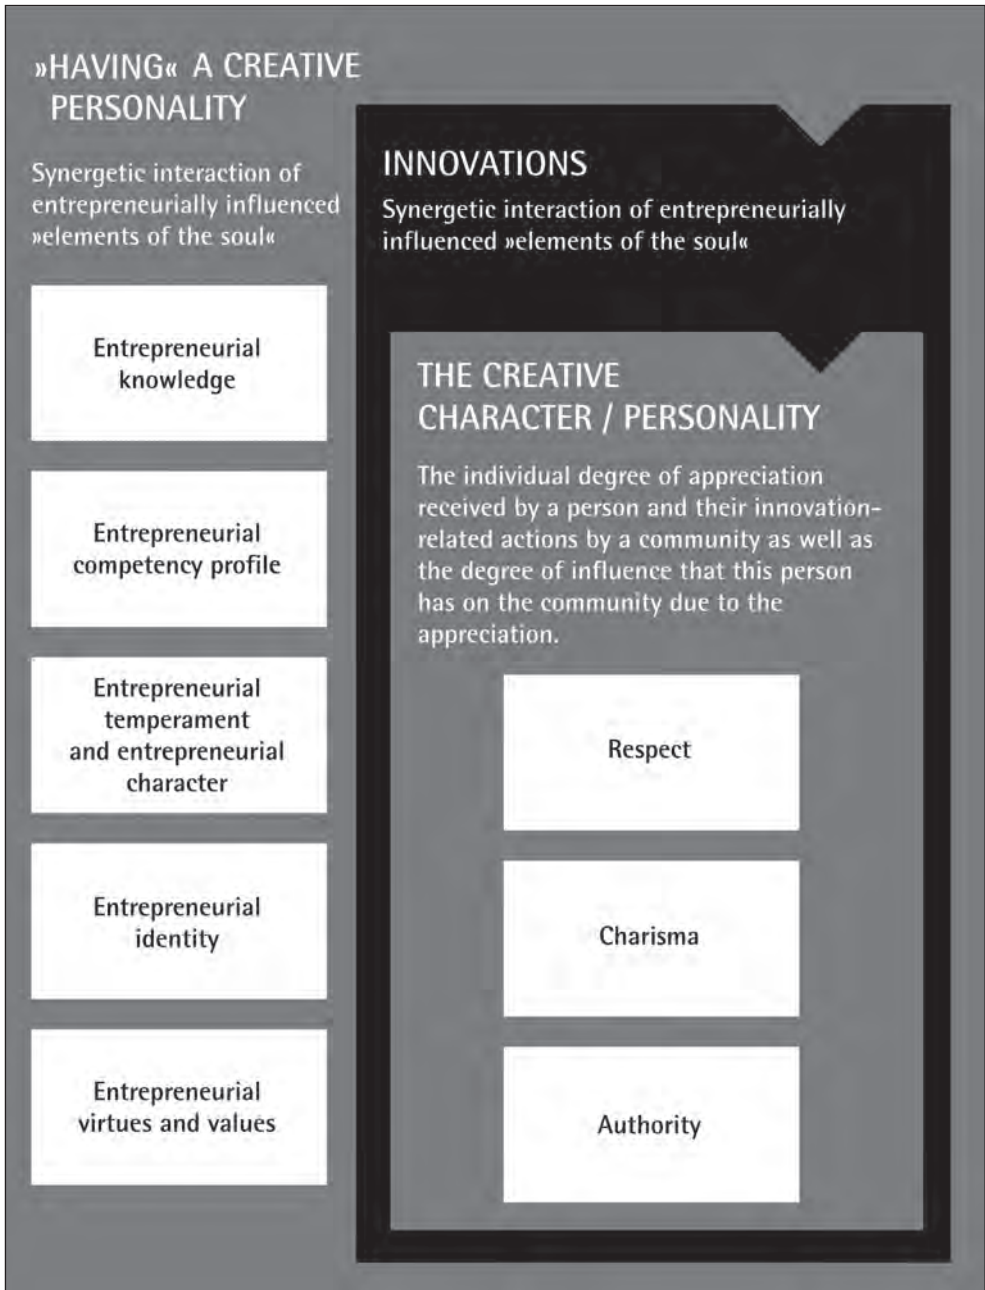 »HAVING« A CREATIVE
PERSONALITY
Synergetic interaction of
entrepreneurially influenced
»elements of the soul«
Entrepreneurial
knowledge
Entrepreneurial
competency profile
Entrepreneurial
temperament
and entrepreneurial
character
Entrepreneurial
identity
Entrepreneurial
virtues and values
INNOVATIONS
Synergetic interaction of entrepreneurially
influenced »elements of the soul«
THE CREATIVE
CHARACTER / PERSONALITY
The individual degree of appreciation
received by a person and their innovation-
related actions by a community as well as
the degree of influence that this person
has on the community due to the
appreciation.
Respect
Charisma
Authority